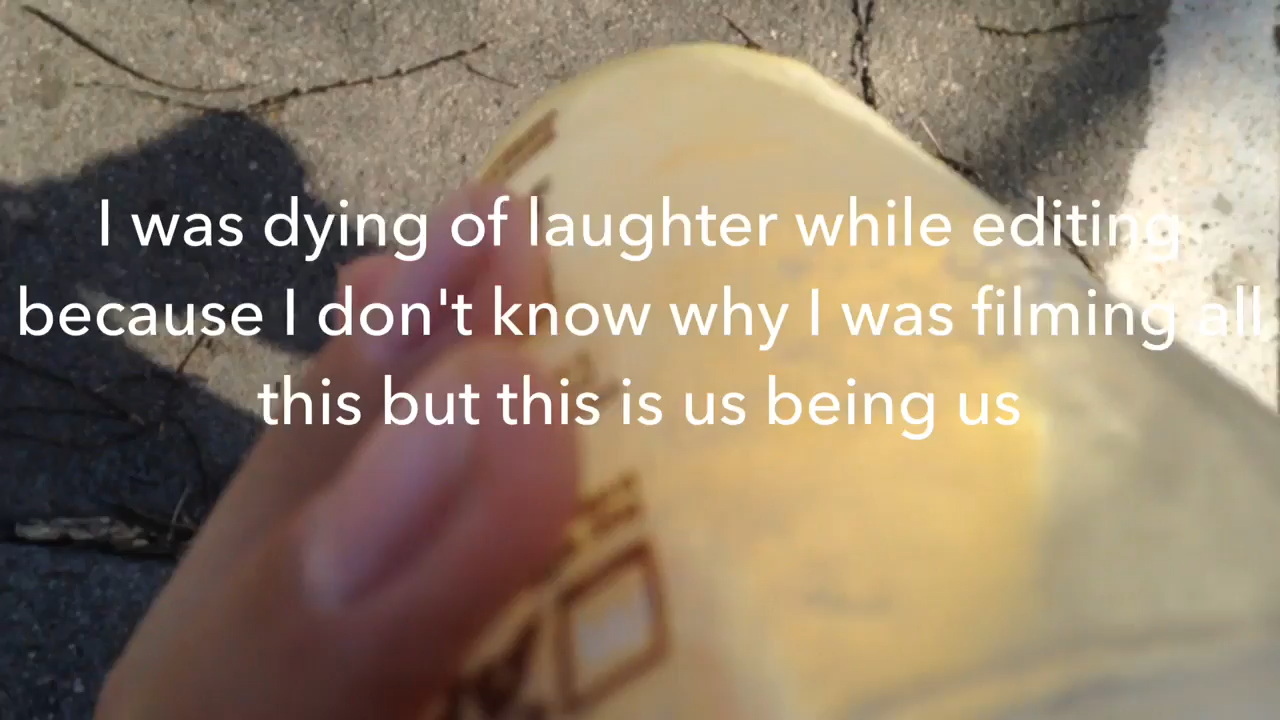 I was dying of laughter while editing
because I don't know why I was filming all
this but this is us being us